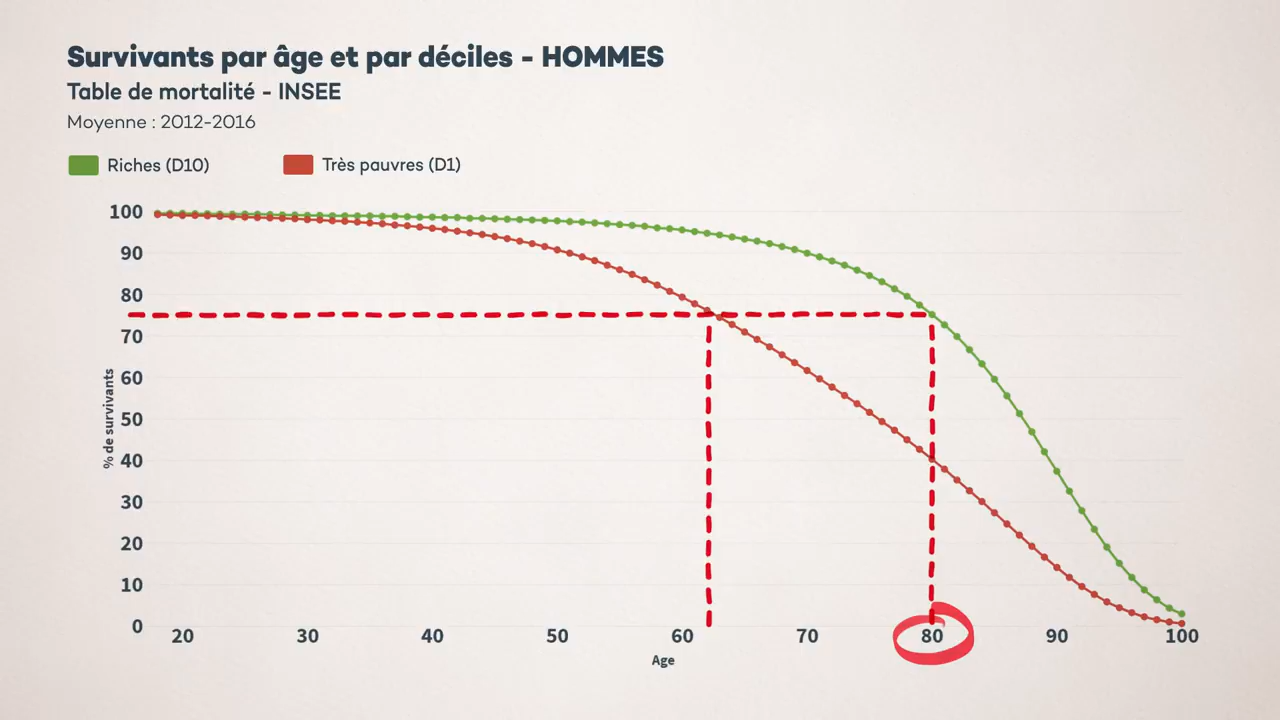 Survivants par âge et par déciles - HOMMES
Table de mortalité - INSEE
Moyenne : 2012-2016
Riches (D10) Très pauvres (D1)
100
90
80
70
60
50
40
30
20
10
0
% de survivants
20 30 40 50 60 70 80 90 100
Age